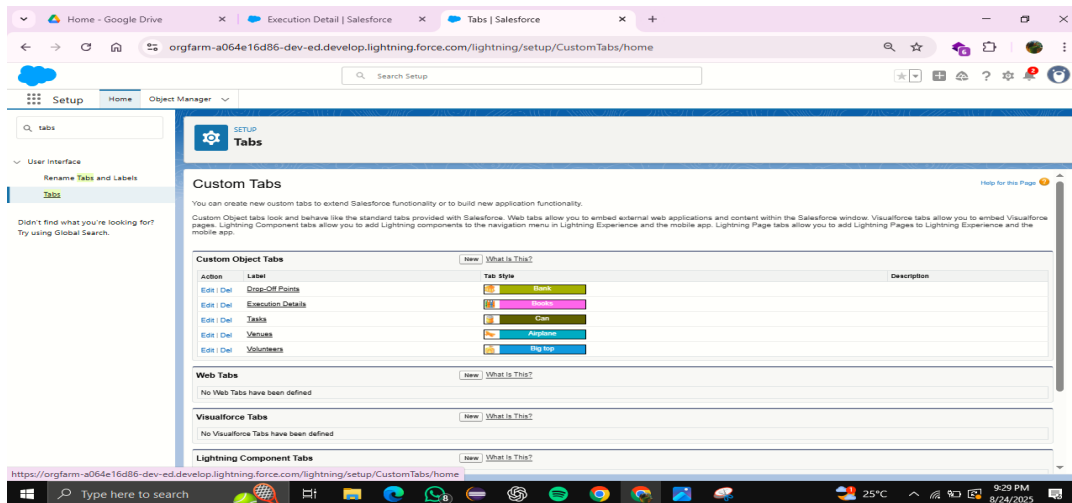 Home - Google Drive
Execution Detail | Salesforce
Tabs | Salesforce
orgfarm-a064e16d86-dev-ed.develop.lightning.force.com/lightning/setup/CustomTabs/home
6
Search Setup
2
Setup
Home
Object Manager
tabs
User Interface
Rename Tabs and Labels
Tabs
Didn't find what you're looking for?
Try using Global Search.
SETUP
Tabs
Custom Tabs
Help for this Page
You can create new custom tabs to extend Salesforce functionality or to build new application functionality.
Custom Object tabs look and behave like the standard tabs provided with Salesforce. Web tabs allow you to embed external web applications and content within the Salesforce window. Visualforce tabs allow you to embed Visualforce
pages. Lightning Component tabs allow you to add Lightning components to the navigation menu in Lightning Experience and the mobile app. Lightning Page tabs allow you to add Lightning Pages to Lightning Experience and the
mobile app.
Custom Object Tabs New What Is This?
Action Label Tab Style Description
Edit | Del Drop-Off Points Bank
Edit | Del Execution Details Books
Edit | Del Tasks Can
Edit | Del Venues Airplane
Edit | Del Volunteers Big top
Web Tabs New What Is This?
No Web Tabs have been defined
Visualforce Tabs New What Is This?
No Visualforce Tabs have been defined
Lightning Component Tabs New What Is This?
https://orgfarm-a064e16d86-dev-ed.develop.lightning.force.com/lightning/setup/CustomTabs/home
Type here to search
8
25°C
9:29 PM
8/24/2025